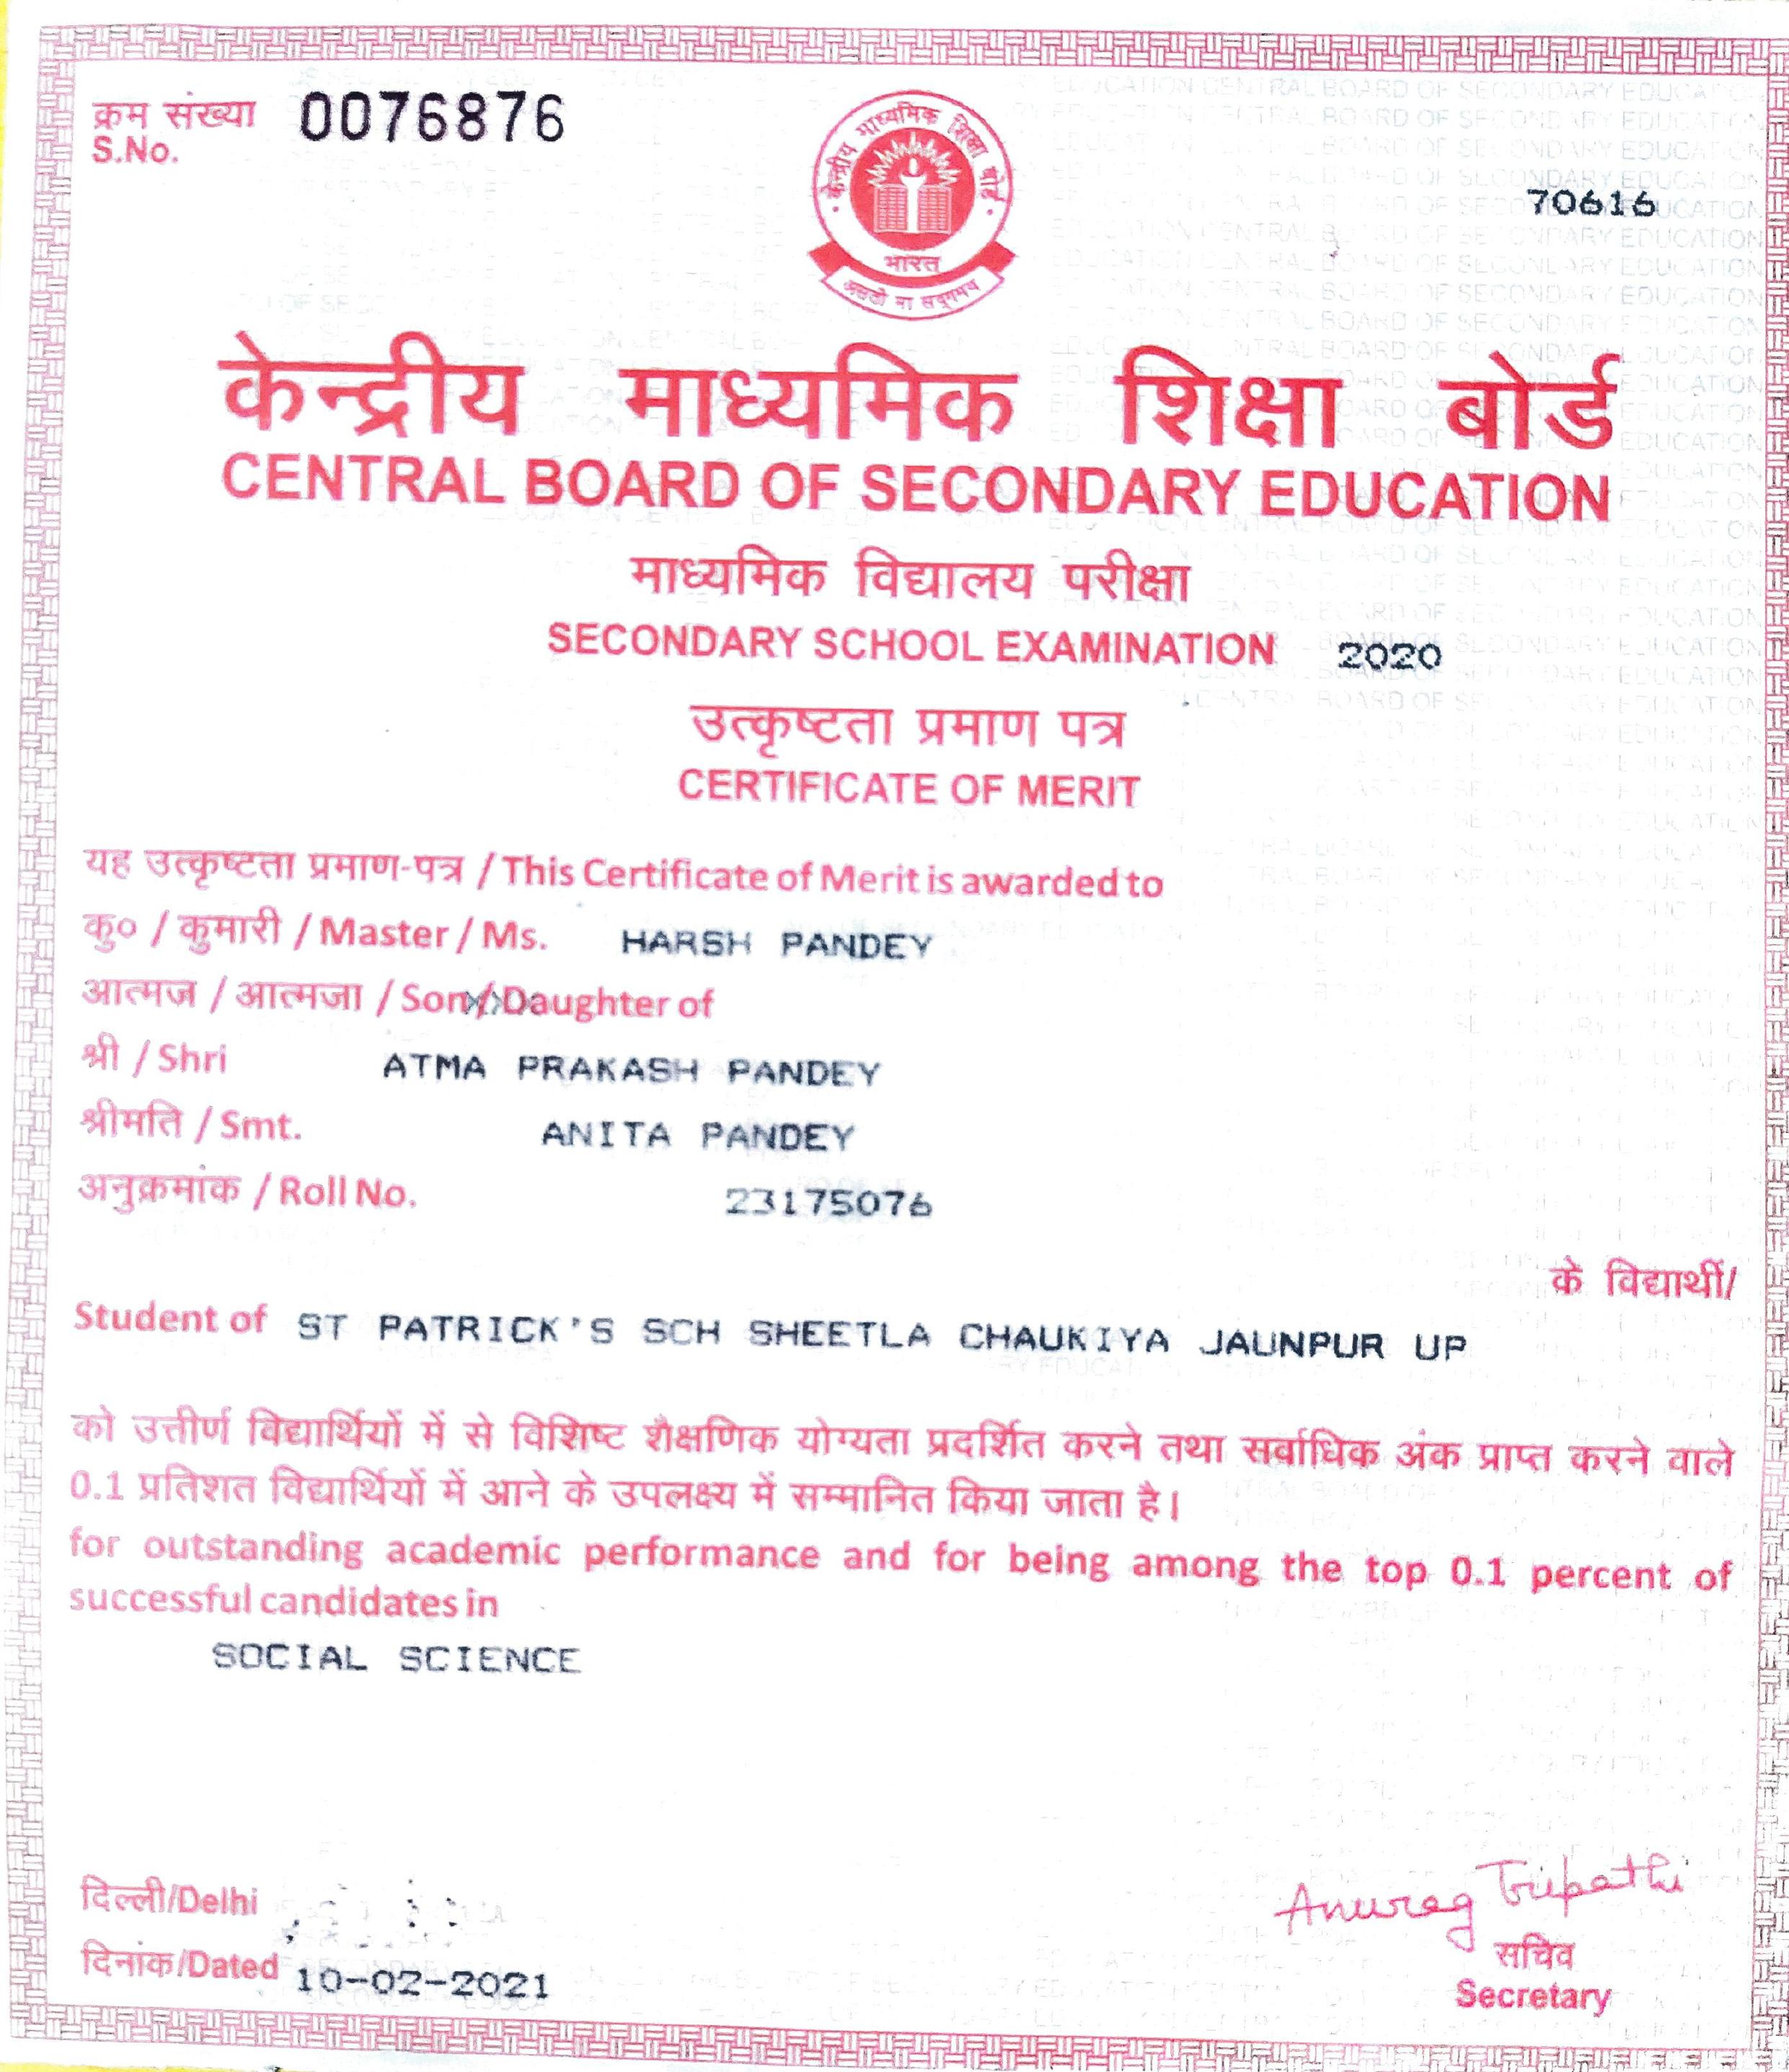 क्रम संख्या 0076876
S.No.
केन्द्रीय माध्यमिक शिक्षा बोर्ड
भारत
असतो मा सद्गमय
70616
केन्द्रीय माध्यमिक शिक्षा बोर्ड
CENTRAL BOARD OF SECONDARY EDUCATION
माध्यमिक विद्यालय परीक्षा
SECONDARY SCHOOL EXAMINATION 2020
उत्कृष्टता प्रमाण पत्र
CERTIFICATE OF MERIT
यह उत्कृष्टता प्रमाण-पत्र / This Certificate of Merit is awarded to
कु० / कुमारी / Master / Ms. HARSH PANDEY
आत्मज / आत्मजा / Son / Daughter of
श्री / Shri ATMA PRAKASH PANDEY
श्रीमति / Smt. ANITA PANDEY
अनुक्रमांक / Roll No. 23175076
के विद्यार्थी/
Student of ST PATRICK'S SCH SHEETLA CHAUKIYA JAUNPUR UP
को उत्तीर्ण विद्यार्थियों में से विशिष्ट शैक्षणिक योग्यता प्रदर्शित करने तथा सर्वाधिक अंक प्राप्त करने वाले
0.1 प्रतिशत विद्यार्थियों में आने के उपलक्ष्य में सम्मानित किया जाता है।
for outstanding academic performance and for being among the top 0.1 percent of
successful candidates in
SOCIAL SCIENCE
दिल्ली/Delhi
Anurag Tripathi
दिनांक/Dated 10-02-2021
सचिव
Secretary